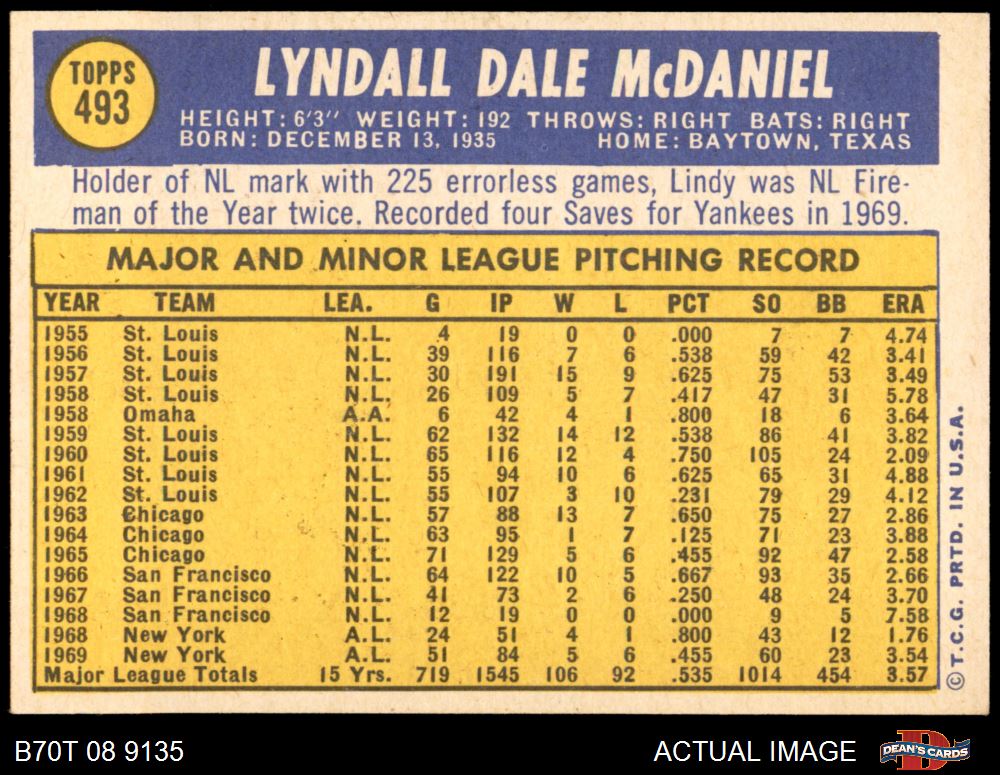 TOPPS
493
LYNDALL DALE McDANIEL
HEIGHT: 6'3" WEIGHT: 192 THROWS: RIGHT BATS: RIGHT
BORN: DECEMBER 13, 1935 HOME: BAYTOWN, TEXAS
Holder of NL mark with 225 errorless games, Lindy was NL Fire-
man of the Year twice. Recorded four Saves for Yankees in 1969.
MAJOR AND MINOR LEAGUE PITCHING RECORD
YEAR TEAM LEA. G IP W L PCT SO BB ERA
1955 St. Louis N.L. 4 19 0 0 .000 7 7 4.74
1956 St. Louis N.L. 39 116 7 6 .538 59 42 3.41
1957 St. Louis N.L. 30 191 15 9 .625 75 53 3.49
1958 St. Louis N.L. 26 109 5 7 .417 47 31 5.78
1958 Omaha A.A. 6 42 4 1 .800 18 6 3.64
1959 St. Louis N.L. 62 132 14 12 .538 86 41 3.82
1960 St. Louis N.L. 65 116 12 4 .750 105 24 2.09
1961 St. Louis N.L. 55 94 10 6 .625 65 31 4.88
1962 St. Louis N.L. 55 107 3 10 .231 79 29 4.12
1963 Chicago N.L. 57 88 13 7 .650 75 27 2.86
1964 Chicago N.L. 63 95 1 7 .125 71 23 3.88
1965 Chicago N.L. 71 129 5 6 .455 92 47 2.58
1966 San Francisco N.L. 64 122 10 5 .667 93 35 2.66
1967 San Francisco N.L. 41 73 2 6 .250 48 24 3.70
1968 San Francisco N.L. 12 19 0 0 .000 9 5 7.58
1968 New York A.L. 24 51 4 1 .800 43 12 1.76
1969 New York A.L. 51 84 5 6 .455 60 23 3.54
Major League Totals 15 Yrs. 719 1545 106 92 .535 1014 454 3.57
©T.C.G. PRTD. IN U.S.A.
B70T 08 9135 ACTUAL IMAGE
DEAN'S CARDS